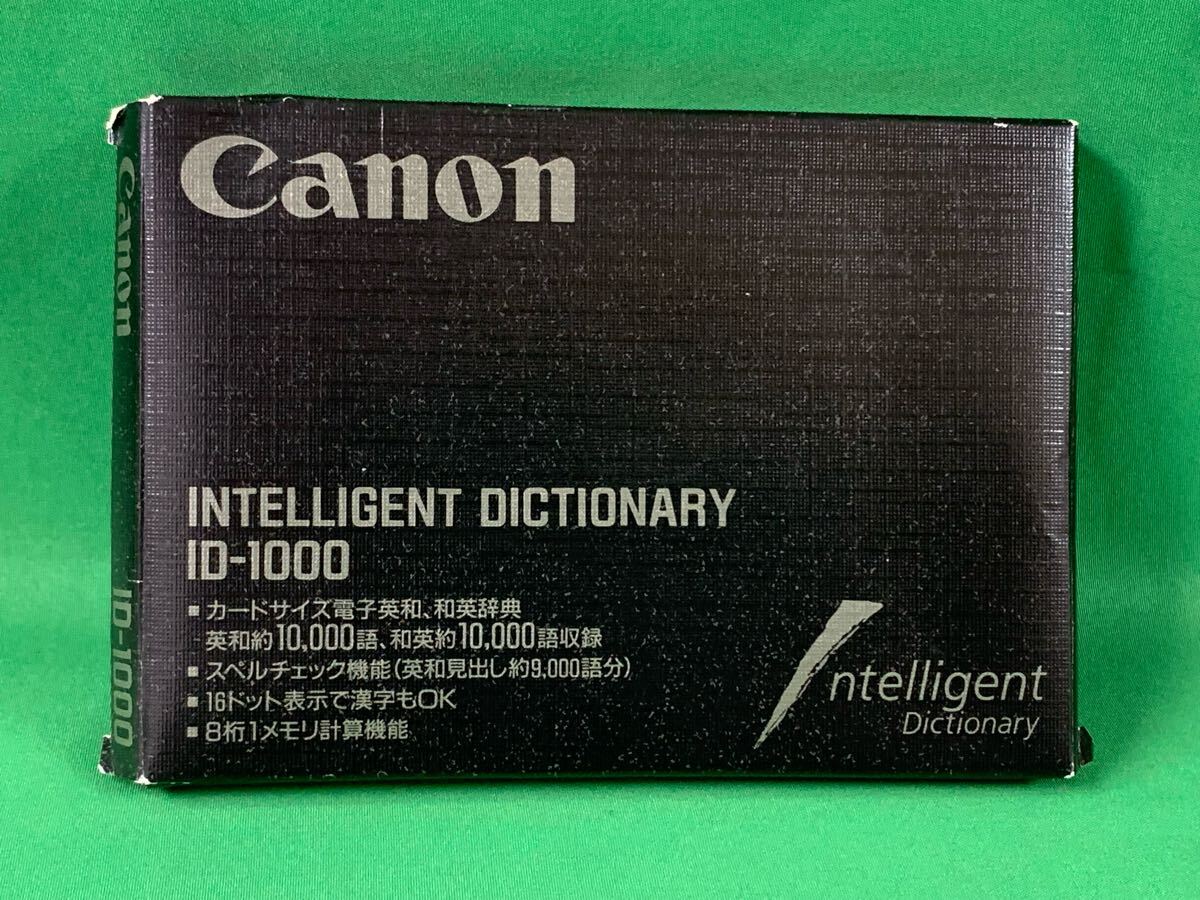 Canon
INTELLIGENT DICTIONARY
ID-1000
■ カードサイズ電子英和、和英辞典
英和約10,000語、和英約10,000語収録
■ スペルチェック機能(英和見出し約9,000語分)
■ 16ドット表示で漢字もOK
■ 8桁1メモリ計算機能
Intelligent
Dictionary
Canon
ID-1000